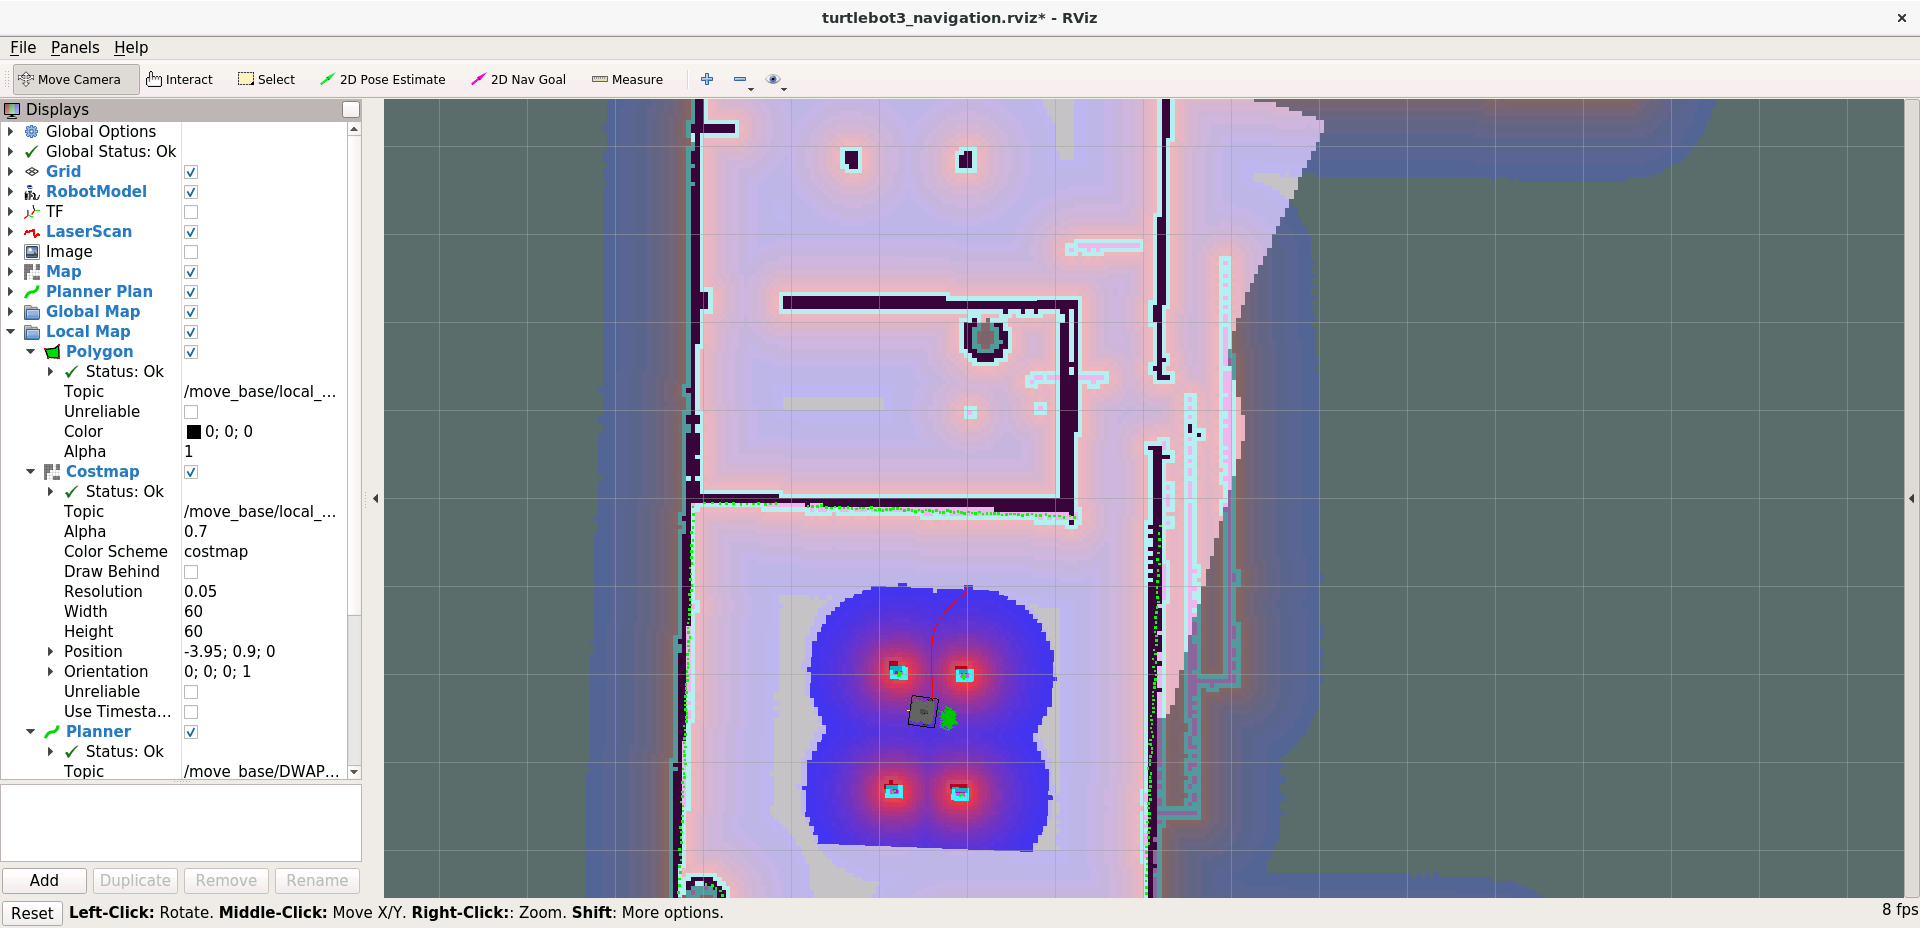 turtlebot3_navigation.rviz* - RViz
File Panels Help
Move Camera Interact Select 2D Pose Estimate 2D Nav Goal Measure
Displays
Global Options
Global Status: Ok
Grid
RobotModel
TF
LaserScan
Image
Map
Planner Plan
Global Map
Local Map
Polygon
Status: Ok
Topic /move_base/local_...
Unreliable
Color 0; 0; 0
Alpha 1
Costmap
Status: Ok
Topic /move_base/local_...
Alpha 0.7
Color Scheme costmap
Draw Behind
Resolution 0.05
Width 60
Height 60
Position -3.95; 0.9; 0
Orientation 0; 0; 0; 1
Unreliable
Use Timesta...
Planner
Status: Ok
Topic /move_base/DWAP...
Add Duplicate Remove Rename
Reset Left-Click: Rotate. Middle-Click: Move X/Y. Right-Click:: Zoom. Shift: More options. 8 fps